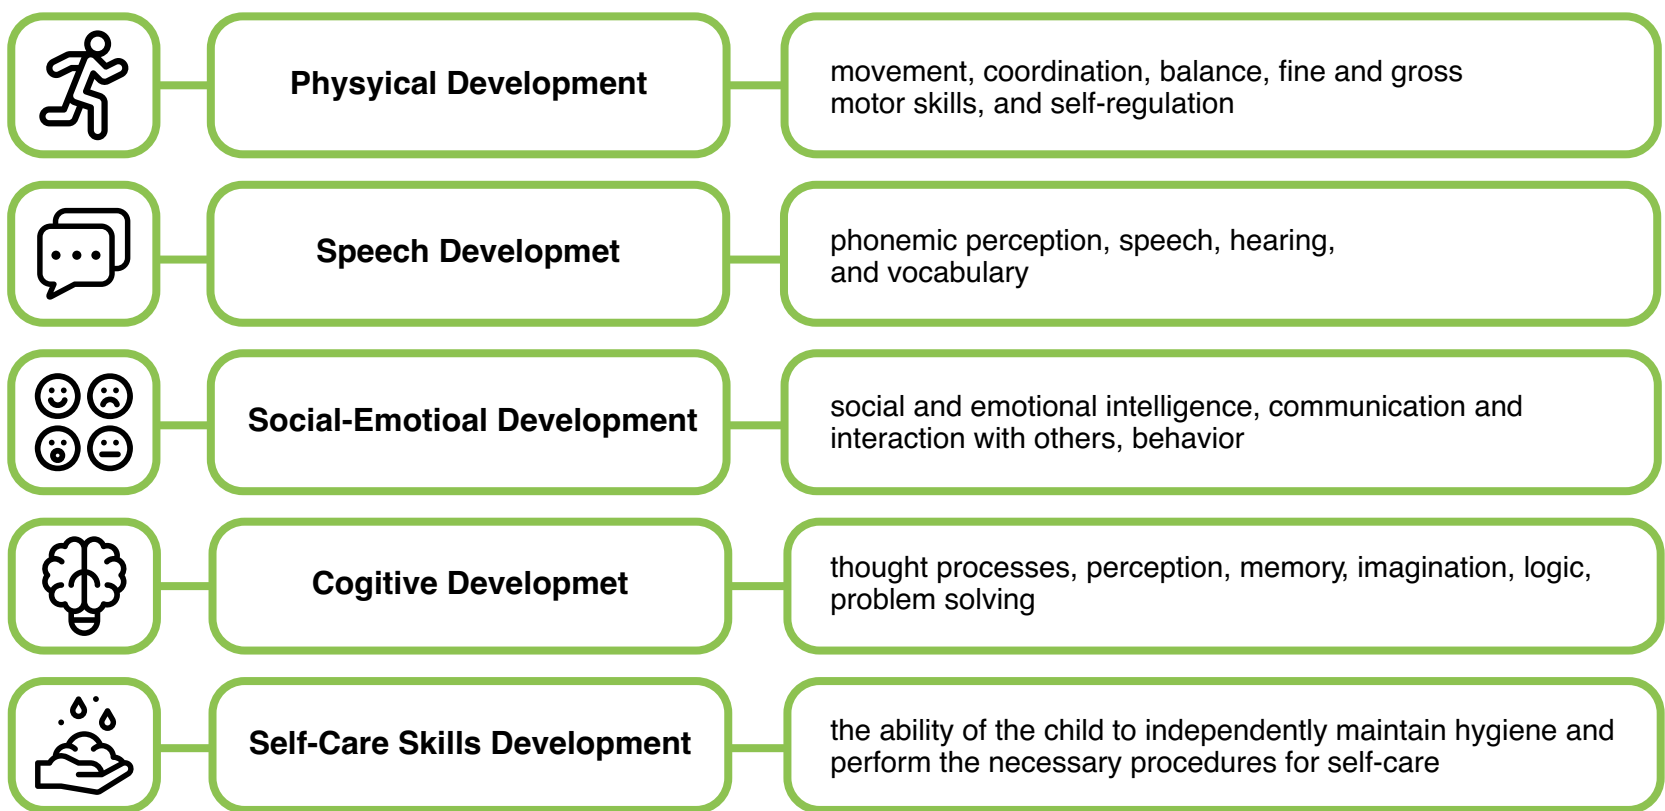 Physyical Development
movement, coordination, balance, fine and gross
motor skills, and self-regulation
Speech Developmet
phonemic perception, speech, hearing,
and vocabulary
Social-Emotioal Development
social and emotional intelligence, communication and
interaction with others, behavior
Cogitive Developmet
thought processes, perception, memory, imagination, logic,
problem solving
Self-Care Skills Development
the ability of the child to independently maintain hygiene and
perform the necessary procedures for self-care